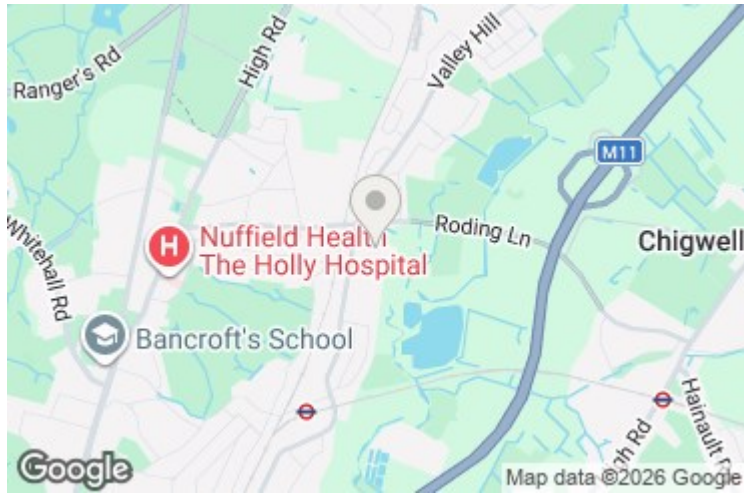 Ranger's Rd
High Rd
Valley Hill
M11
Whitehall Rd
H
Nuffield Health
The Holly Hospital
Roding Ln
Chigwell
Bancroft's School
Google
Map data ©2026 Google